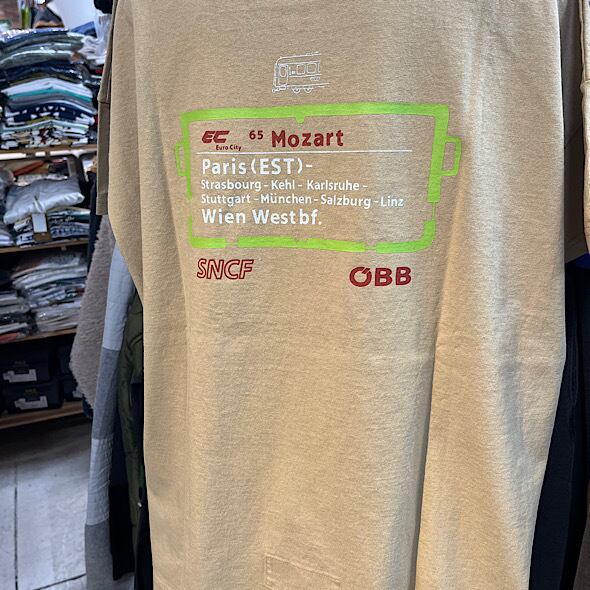 EC 65 Mozart
Euro City
Paris (EST) -
Strasbourg - Kehl - Karlsruhe -
Stuttgart - München - Salzburg - Linz
Wien Westbf.
SNCF ÖBB